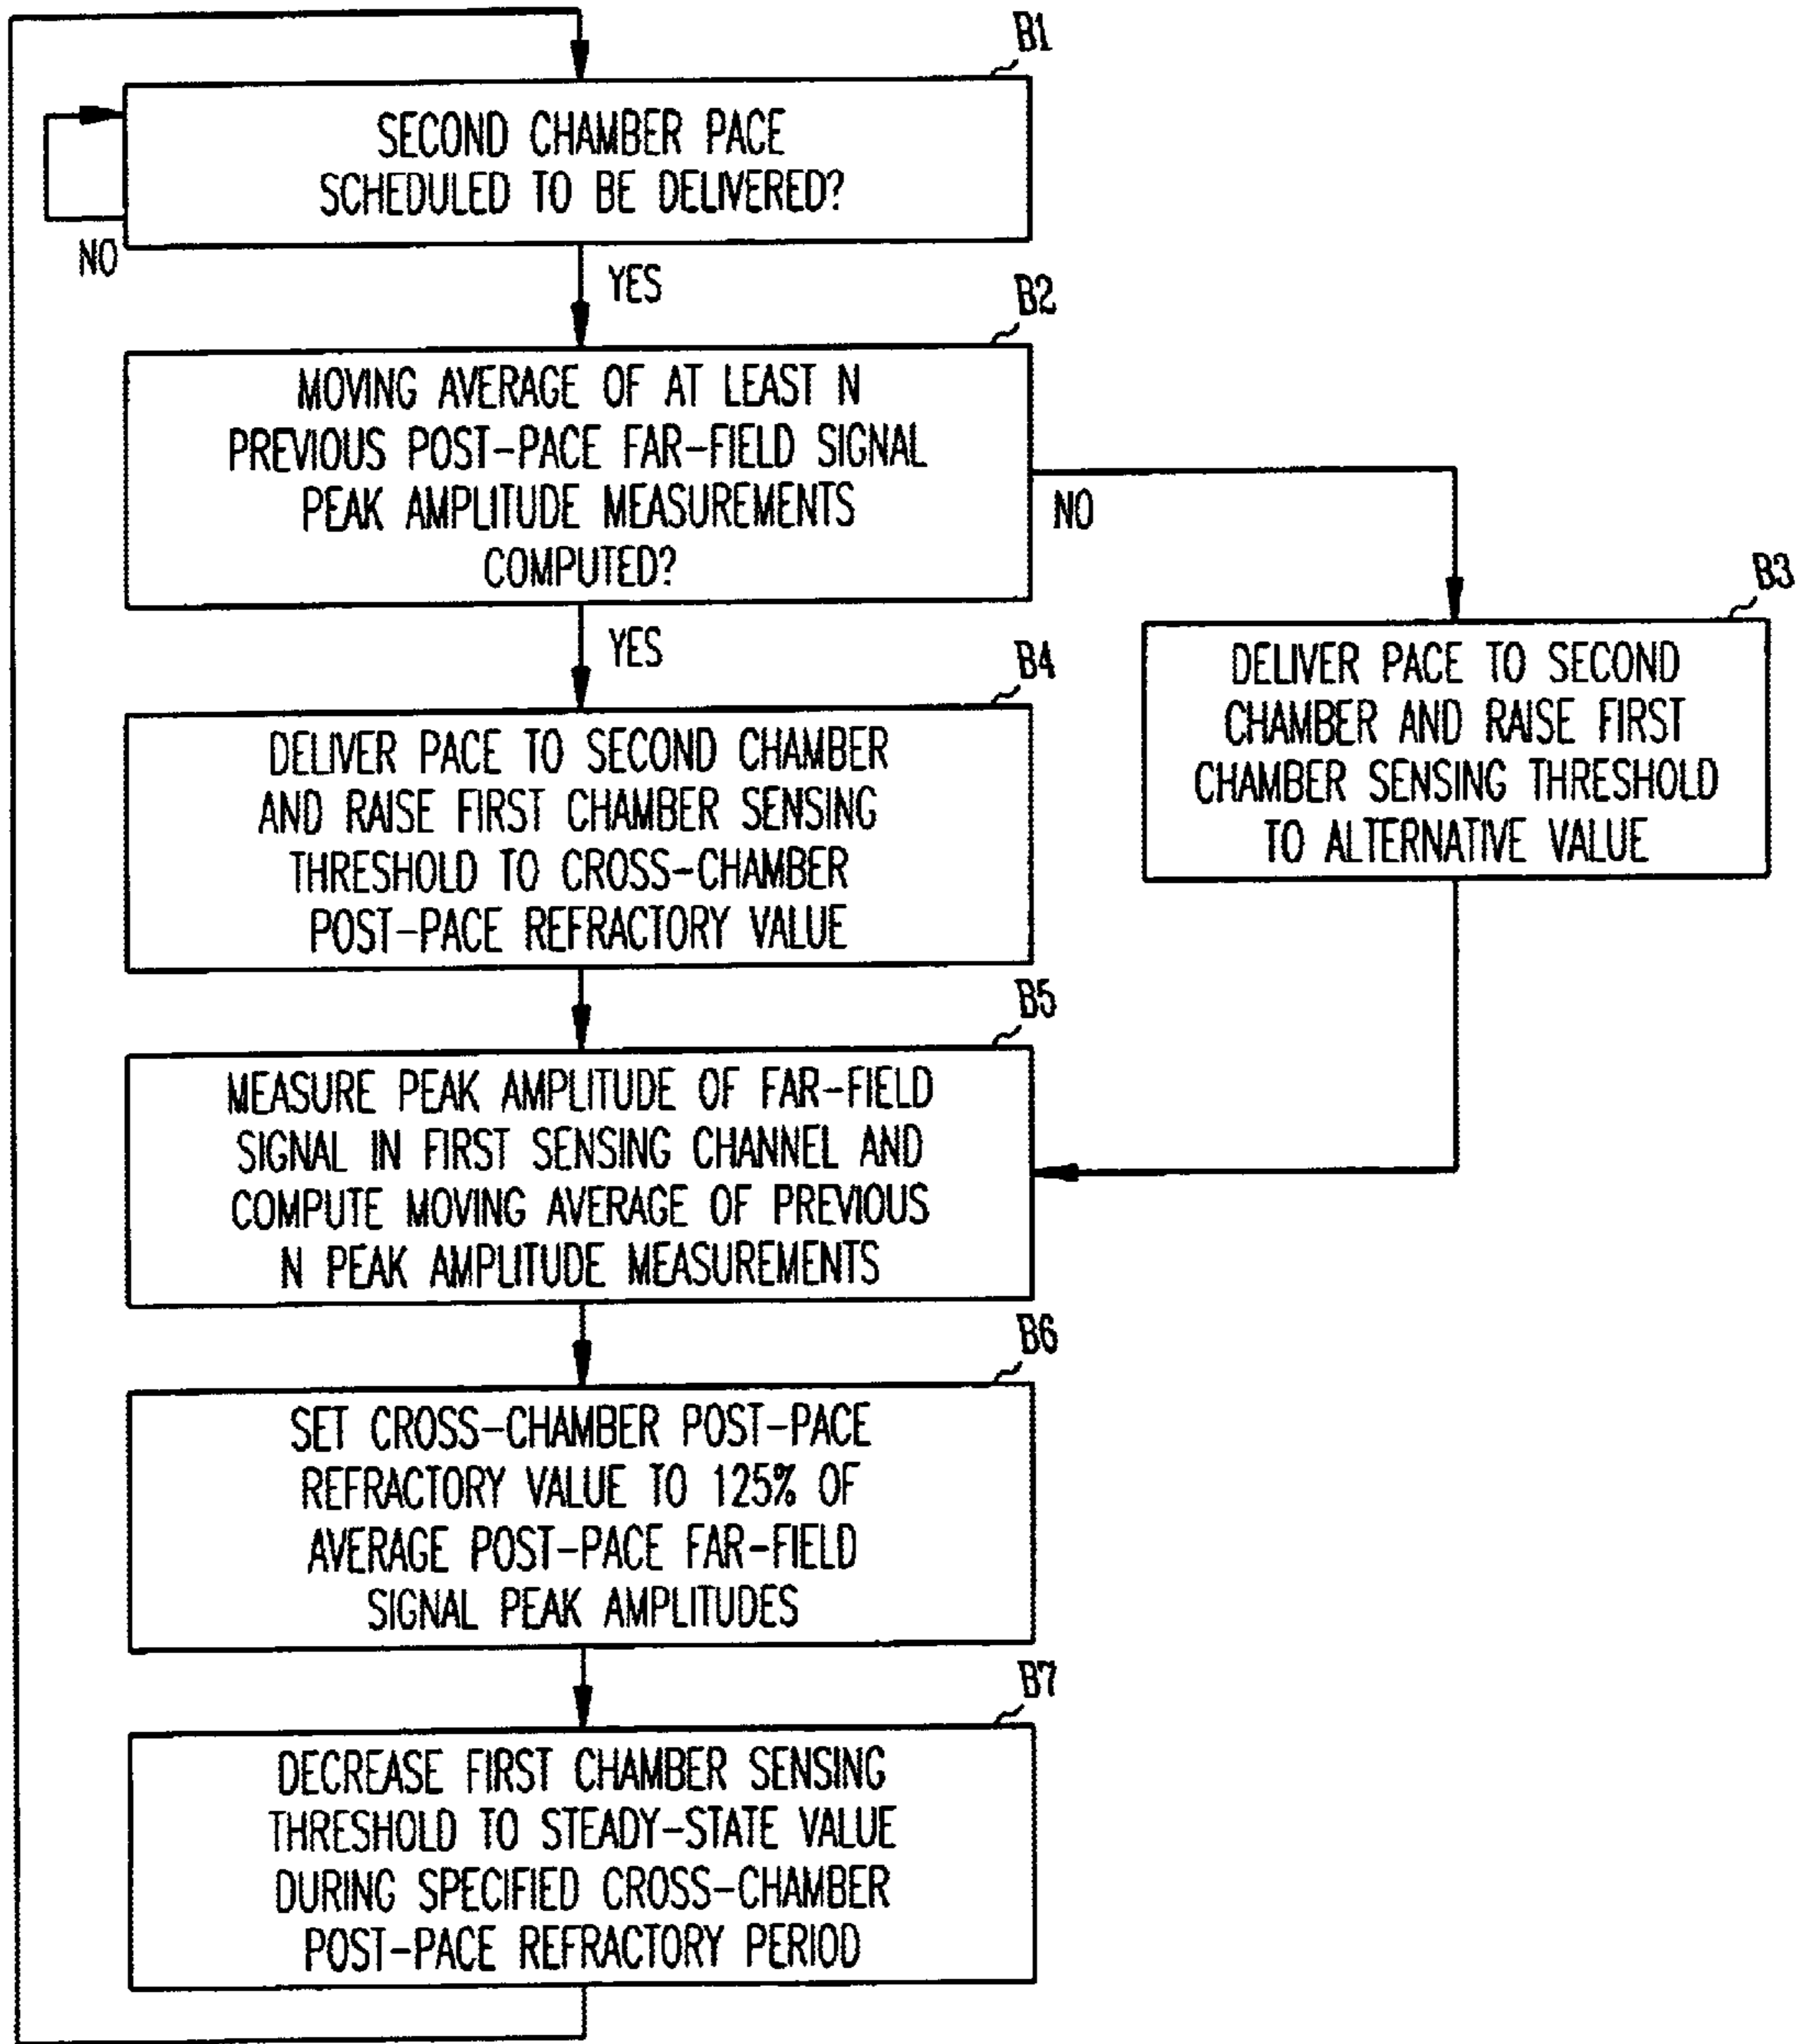 B1
SECOND CHAMBER PACE
SCHEDULED TO BE DELIVERED?
NO
YES
B2
MOVING AVERAGE OF AT LEAST N
PREVIOUS POST-PACE FAR-FIELD SIGNAL
PEAK AMPLITUDE MEASUREMENTS
COMPUTED?
NO
YES
B3
DELIVER PACE TO SECOND
CHAMBER AND RAISE FIRST
CHAMBER SENSING THRESHOLD
TO ALTERNATIVE VALUE
B4
DELIVER PACE TO SECOND CHAMBER
AND RAISE FIRST CHAMBER SENSING
THRESHOLD TO CROSS-CHAMBER
POST-PACE REFRACTORY VALUE
B5
MEASURE PEAK AMPLITUDE OF FAR-FIELD
SIGNAL IN FIRST SENSING CHANNEL AND
COMPUTE MOVING AVERAGE OF PREVIOUS
N PEAK AMPLITUDE MEASUREMENTS
B6
SET CROSS-CHAMBER POST-PACE
REFRACTORY VALUE TO 125% OF
AVERAGE POST-PACE FAR-FIELD
SIGNAL PEAK AMPLITUDES
B7
DECREASE FIRST CHAMBER SENSING
THRESHOLD TO STEADY-STATE VALUE
DURING SPECIFIED CROSS-CHAMBER
POST-PACE REFRACTORY PERIOD